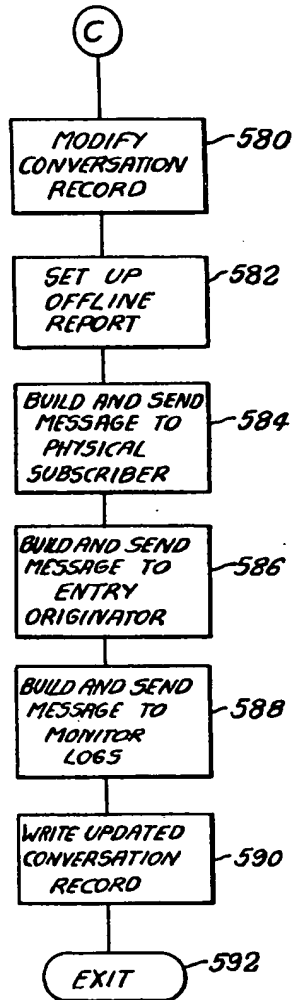 C
MODIFY
CONVERSATION
RECORD
580
SET UP
OFFLINE
REPORT
582
BUILD AND SEND
MESSAGE TO
PHYSICAL
SUBSCRIBER
584
BUILD AND SEND
MESSAGE TO
ENTRY
ORIGINATOR
586
BUILD AND SEND
MESSAGE TO
MONITOR
LOGS
588
WRITE UPDATED
CONVERSATION
RECORD
590
EXIT
592